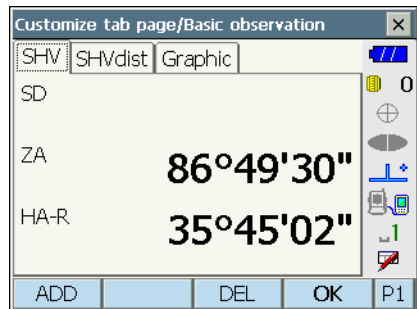 Customize tab page/Basic observation
SHV SHVdist Graphic
SD
0
ZA 86°49'30"
HA-R 35°45'02"
1
ADD DEL OK P1